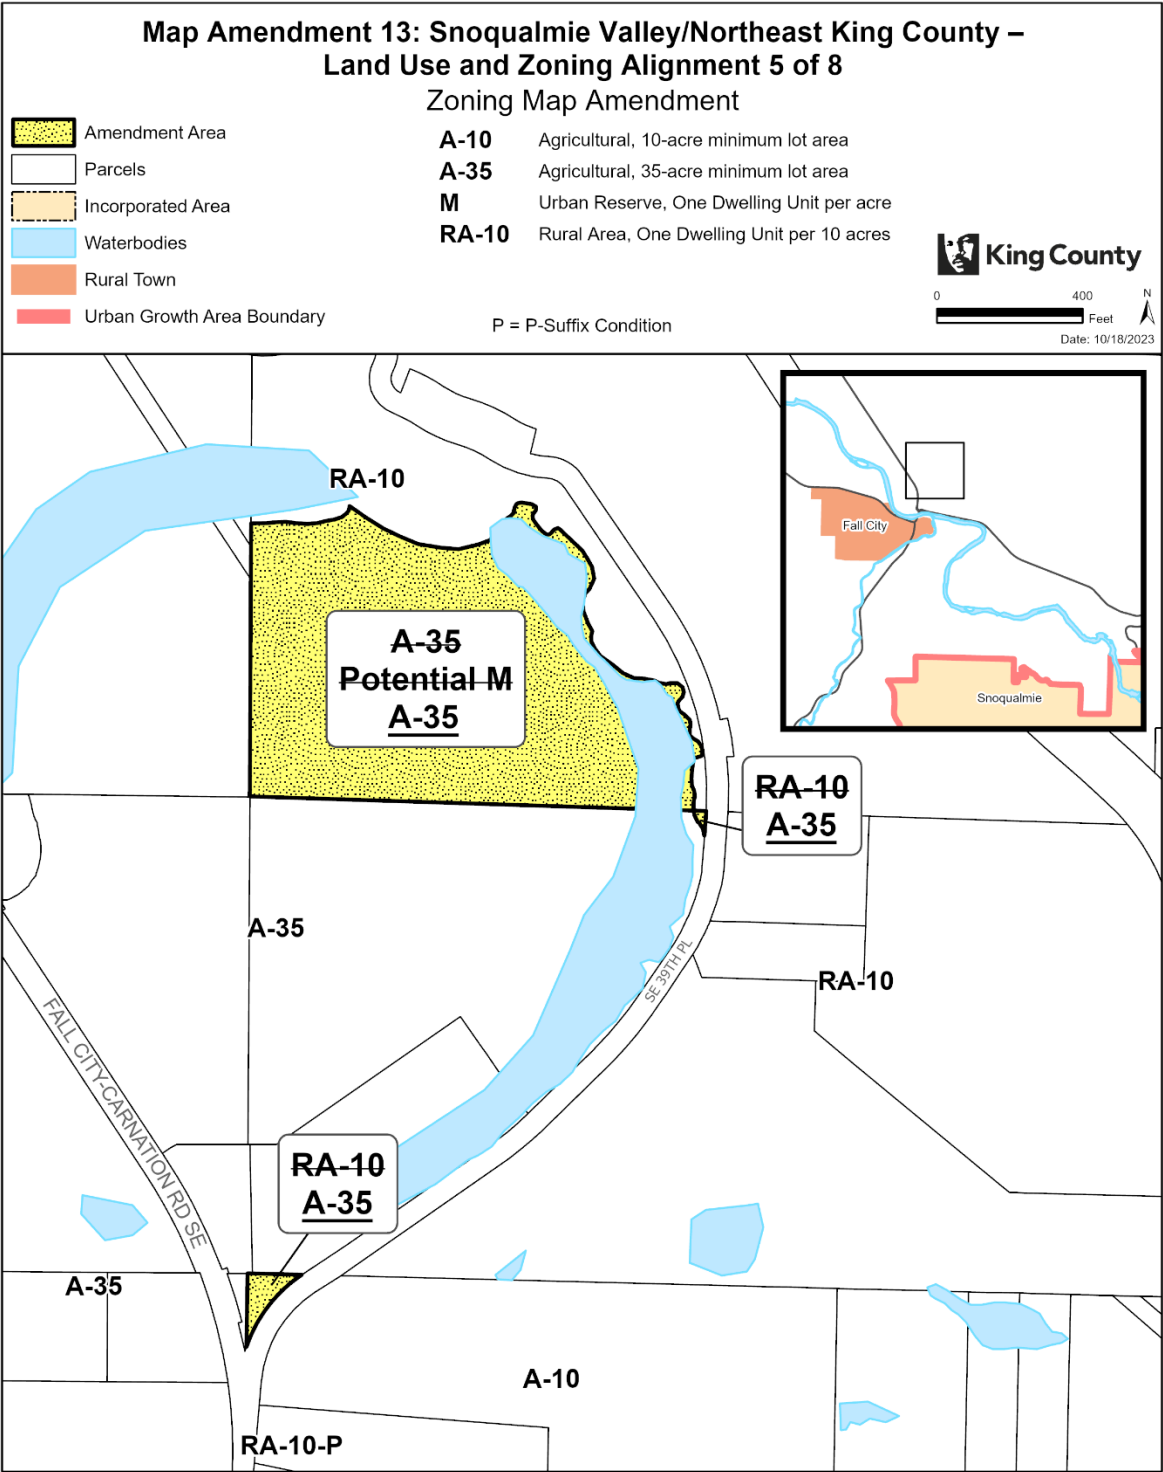 Map Amendment 13: Snoqualmie Valley/Northeast King County –
Land Use and Zoning Alignment 5 of 8
Zoning Map Amendment
Amendment Area
Parcels
Incorporated Area
Waterbodies
Rural Town
Urban Growth Area Boundary
A-10 Agricultural, 10-acre minimum lot area
A-35 Agricultural, 35-acre minimum lot area
M Urban Reserve, One Dwelling Unit per acre
RA-10 Rural Area, One Dwelling Unit per 10 acres
P = P-Suffix Condition
King County
0 400
Feet
N
Date: 10/18/2023
Fall City
Snoqualmie
RA-10
A-35
Potential M
A-35
RA-10
A-35
A-35
SE 39TH PL
RA-10
FALL CITY-CARNATION RD SE
RA-10
A-35
A-35
A-10
RA-10-P